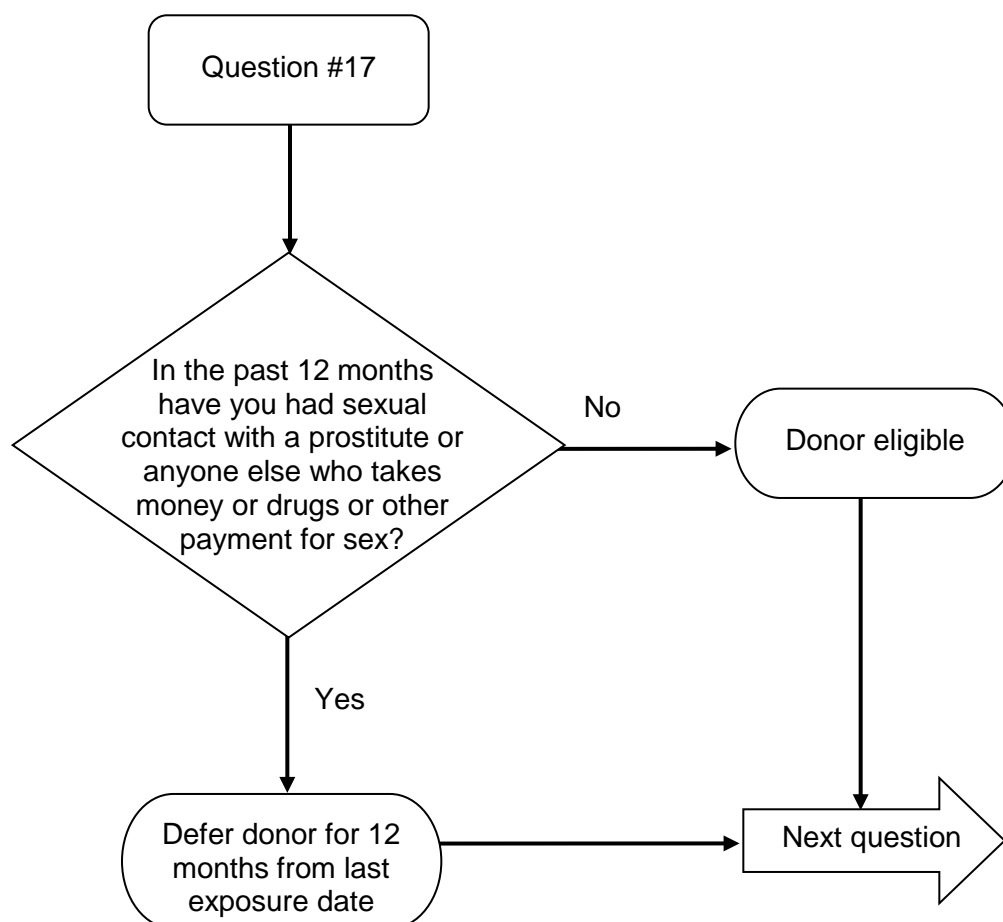 Question #17
In the past 12 months
have you had sexual
contact with a prostitute or
anyone else who takes
money or drugs or other
payment for sex?
No
Donor eligible
Yes
Defer donor for 12
months from last
exposure date
Next question